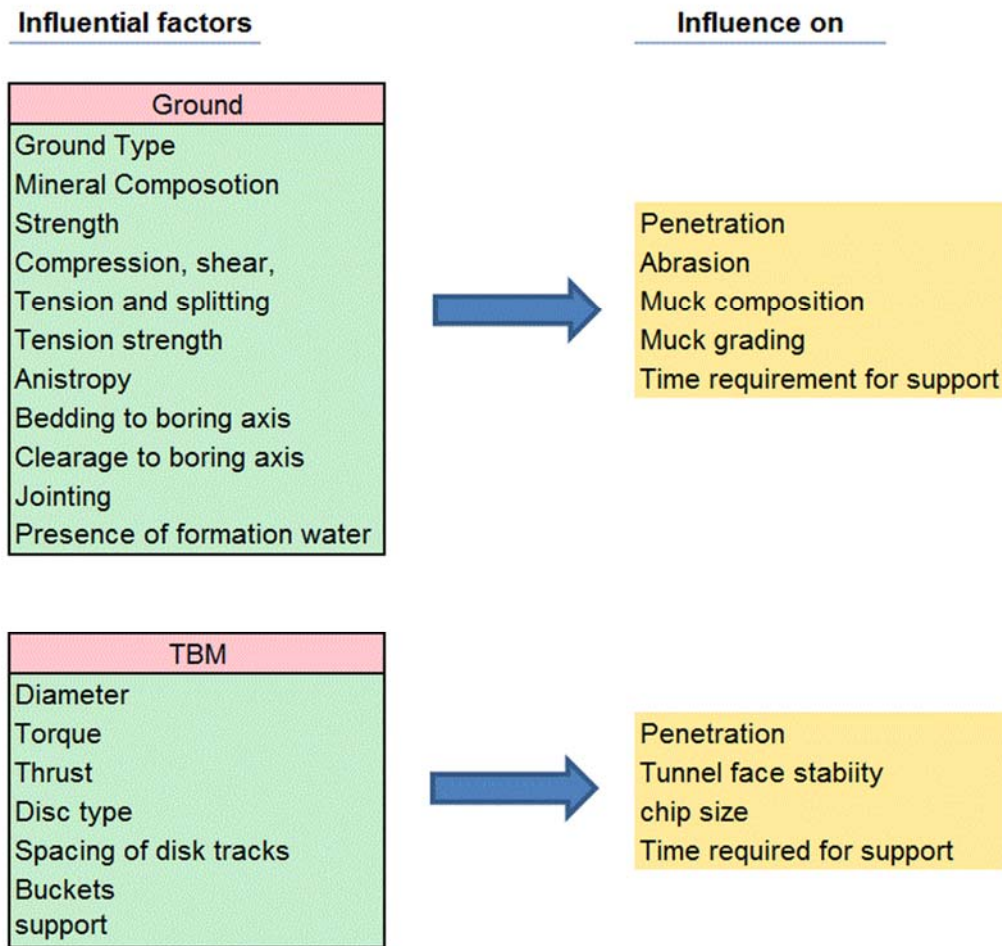 Influential factors
Influence on
Ground
Ground Type
Mineral Composotion
Strength
Compression, shear,
Tension and splitting
Tension strength
Anistropy
Bedding to boring axis
Clearage to boring axis
Jointing
Presence of formation water
Penetration
Abrasion
Muck composition
Muck grading
Time requirement for support
TBM
Diameter
Torque
Thrust
Disc type
Spacing of disk tracks
Buckets
support
Penetration
Tunnel face stabiity
chip size
Time required for support